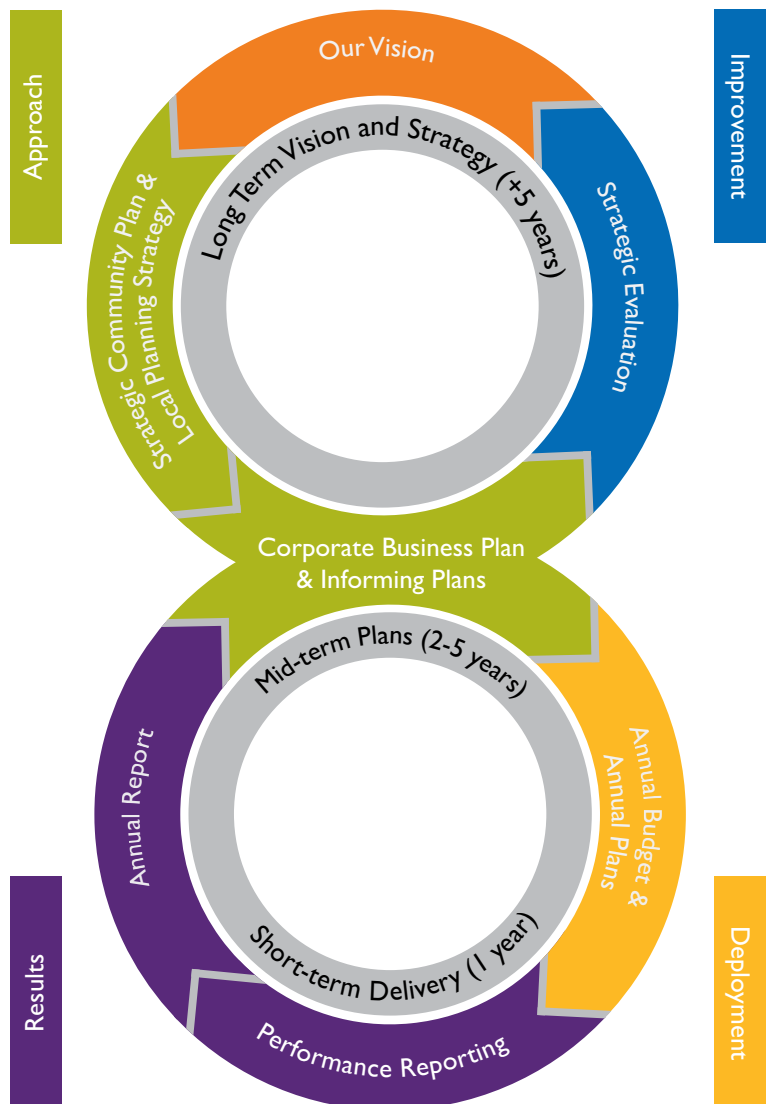 Approach
Our Vision
Improvement
Long Term Vision and Strategy (+5 years)
Strategic Community Plan &
Local Planning Strategy
Strategic Evaluation
Corporate Business Plan
& Informing Plans
Mid-term Plans (2-5 years)
Annual Report
Annual Budget &
Annual Plans
Short-term Delivery (1 year)
Performance Reporting
Results
Deployment